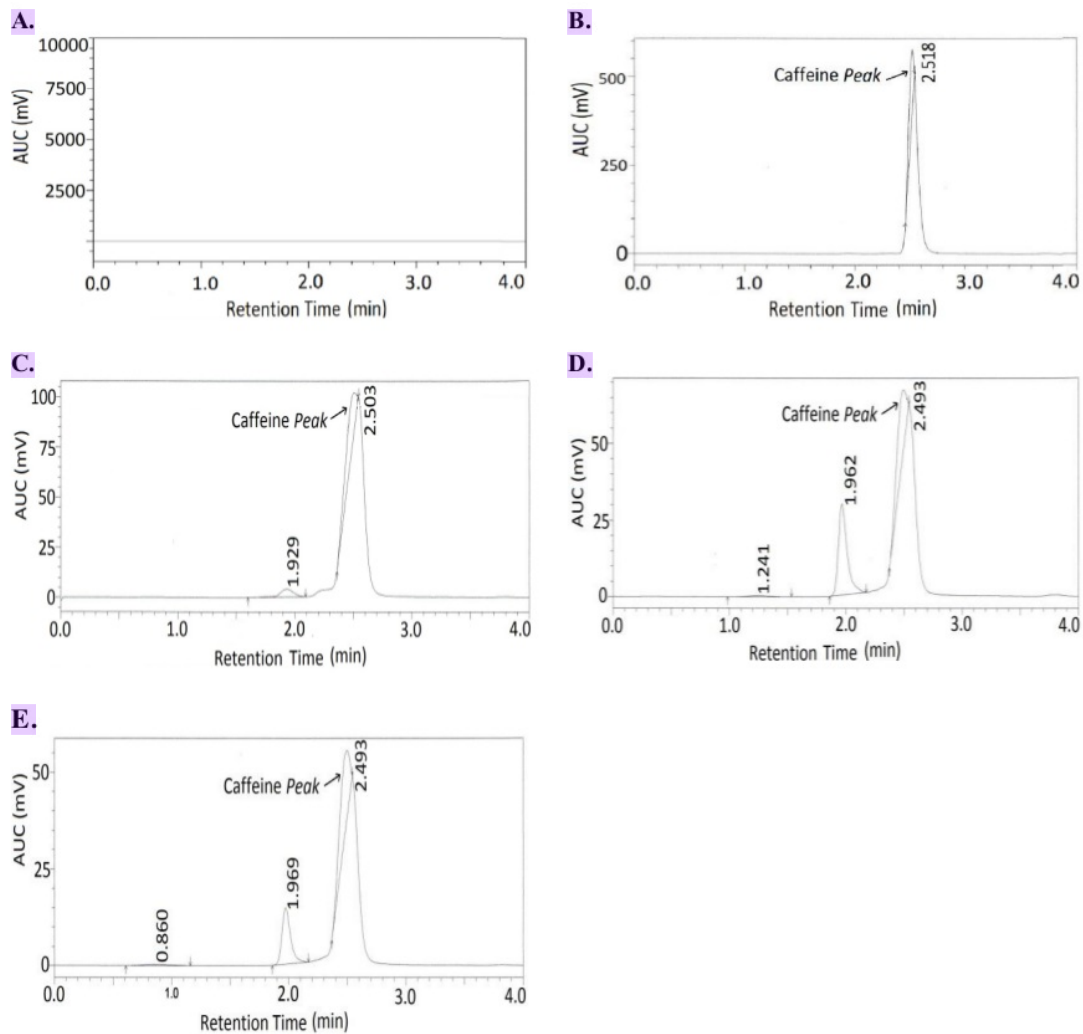 A.
10000
7500
5000
2500
AUC (mV)
0.0 1.0 2.0 3.0 4.0
Retention Time (min)
B.
500
250
0
AUC (mV)
Caffeine Peak
2.518
0.0 1.0 2.0 3.0 4.0
Retention Time (min)
C.
100
75
50
25
0
AUC (mV)
Caffeine Peak
1.929
2.503
0.0 1.0 2.0 3.0 4.0
Retention Time (min)
D.
50
25
0
AUC (mV)
Caffeine Peak
1.241
1.962
2.493
0.0 1.0 2.0 3.0 4.0
Retention Time (min)
E.
50
25
0
AUC (mV)
Caffeine Peak
0.860
1.969
2.493
0.0 1.0 2.0 3.0 4.0
Retention Time (min)